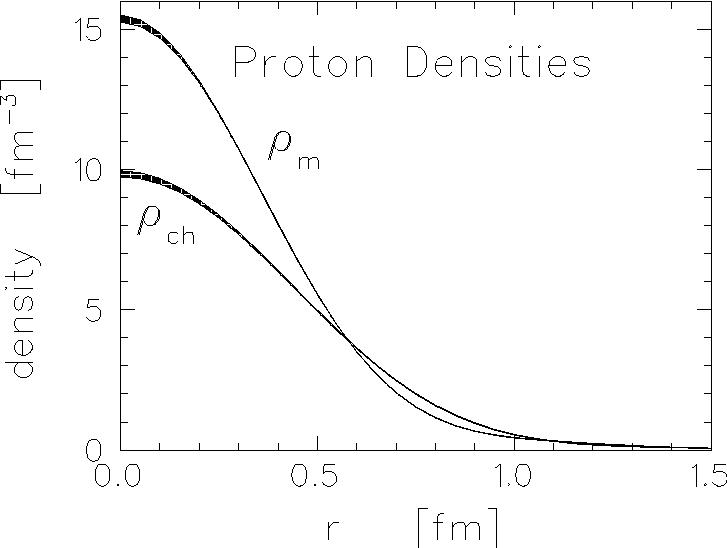 Proton Densities
15
10
5
0
density [fm⁻³]
ρm
ρch
0.0 0.5 1.0 1.5
r [fm]